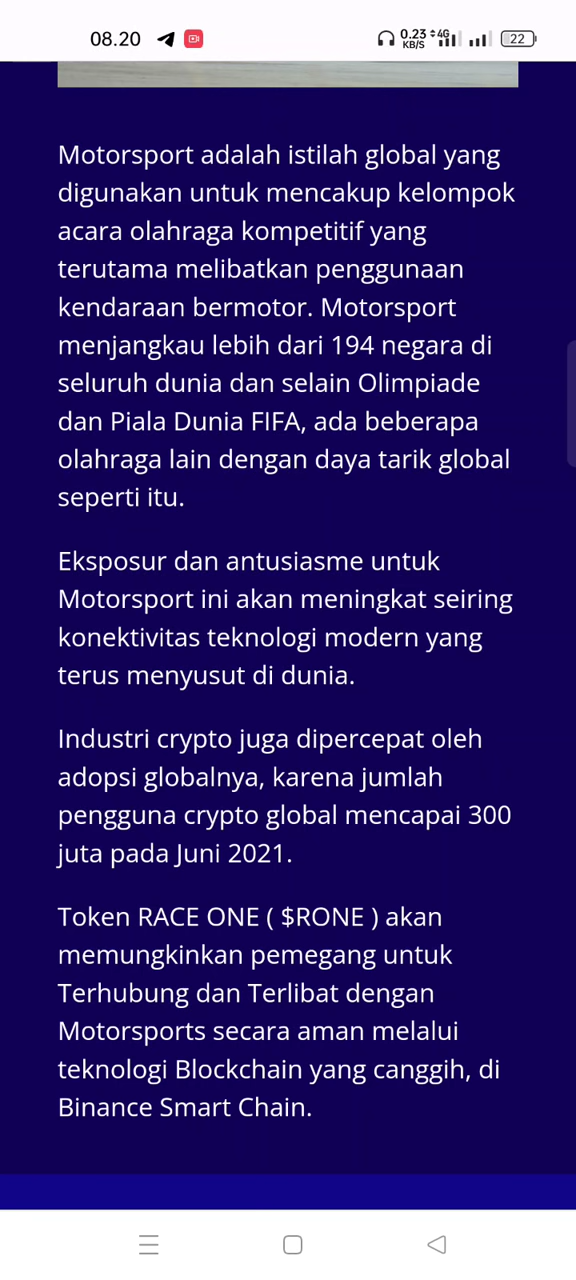 08.20
0.23 4G
KB/S
22
Motorsport adalah istilah global yang
digunakan untuk mencakup kelompok
acara olahraga kompetitif yang
terutama melibatkan penggunaan
kendaraan bermotor. Motorsport
menjangkau lebih dari 194 negara di
seluruh dunia dan selain Olimpiade
dan Piala Dunia FIFA, ada beberapa
olahraga lain dengan daya tarik global
seperti itu.
Eksposur dan antusiasme untuk
Motorsport ini akan meningkat seiring
konektivitas teknologi modern yang
terus menyusut di dunia.
Industri crypto juga dipercepat oleh
adopsi globalnya, karena jumlah
pengguna crypto global mencapai 300
juta pada Juni 2021.
Token RACE ONE ( $RONE ) akan
memungkinkan pemegang untuk
Terhubung dan Terlibat dengan
Motorsports secara aman melalui
teknologi Blockchain yang canggih, di
Binance Smart Chain.